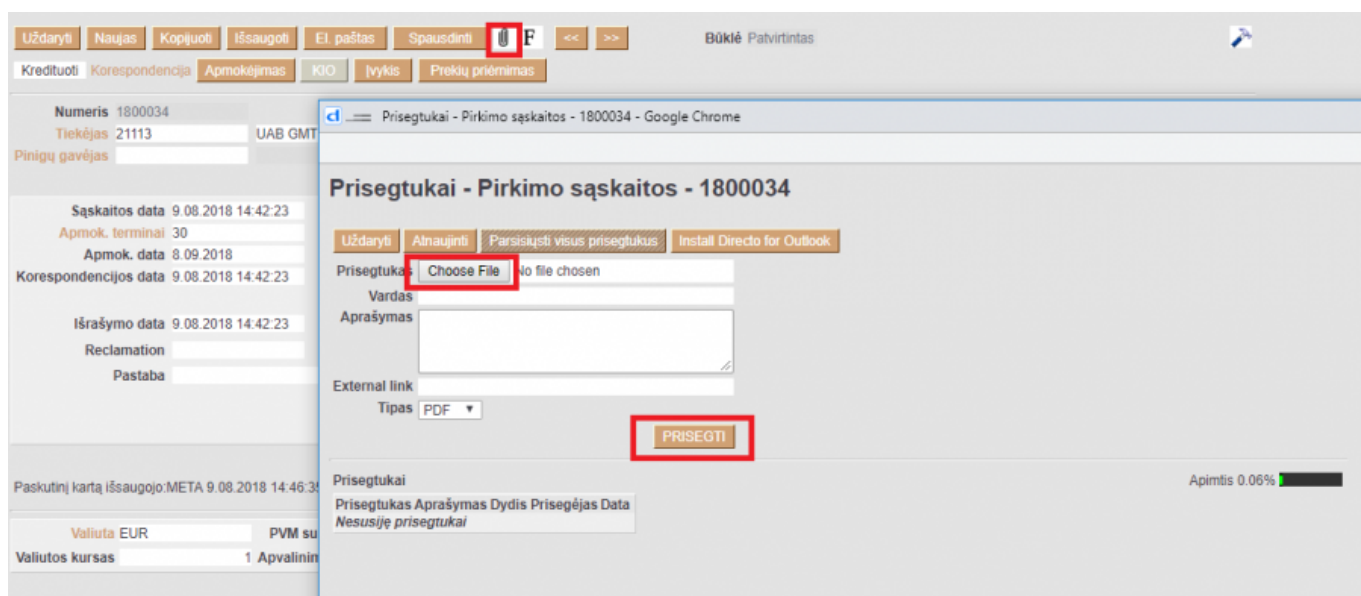 Uždaryti Naujas Kopijuoti Išsaugoti El. paštas Spausdinti F << >> Būklė Patvirtintas
Kredituoti Korespondencija Apmokėjimas KIO Įvykis Prekių priėmimas
Numeris 1800034
Tiekėjas 21113 UAB GMT
Pinigų gavėjas
Sąskaitos data 9.08.2018 14:42:23
Apmok. terminai 30
Apmok. data 8.09.2018
Korespondencijos data 9.08.2018 14:42:23
Išrašymo data 9.08.2018 14:42:23
Reclamation
Pastaba
Paskutinį kartą išsaugojo:META 9.08.2018 14:46:3
Valiuta EUR PVM su
Valiutos kursas 1 Apvalinin
Prisegtukai - Pirkimo sąskaitos - 1800034 - Google Chrome
Prisegtukai - Pirkimo sąskaitos - 1800034
Uždaryti Atnaujinti Parsisiųsti visus prisegtukus Install Directo for Outlook
Prisegtukas Choose File No file chosen
Vardas
Aprašymas
External link
Tipas PDF
PRISEGTI
Prisegtukai Apimtis 0.06%
Prisegtukas Aprašymas Dydis Prisegėjas Data
Nesusiję prisegtukai